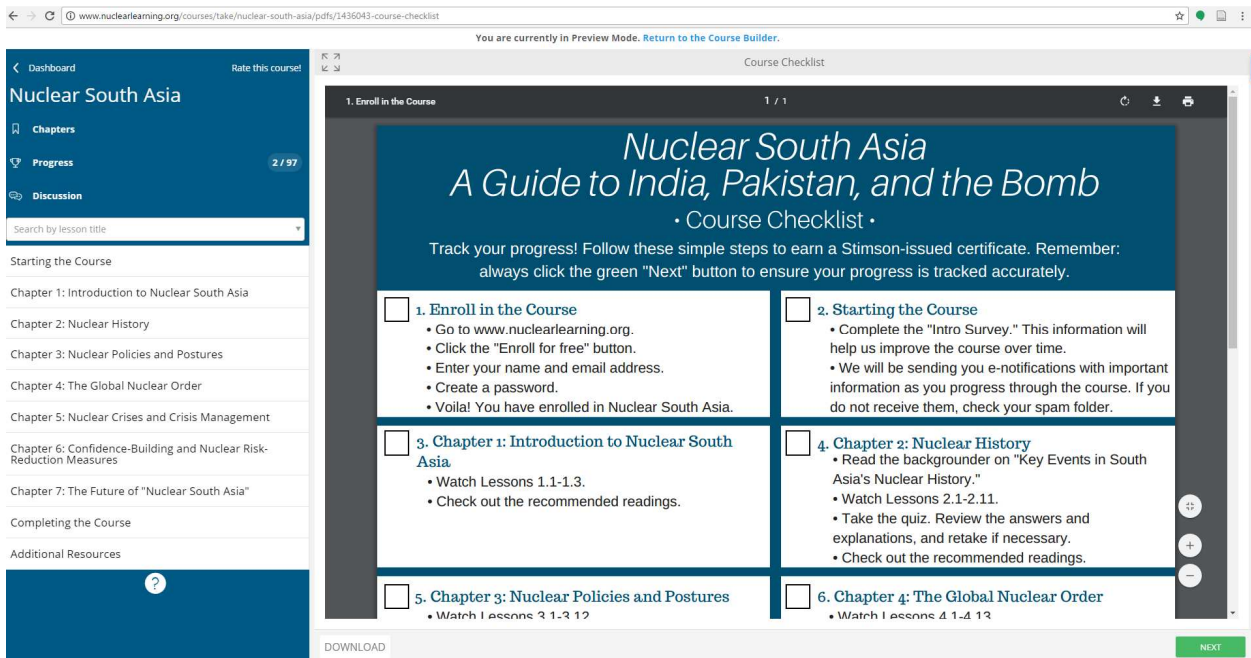 www.nuclearlearning.org/courses/take/nuclear-south-asia/pdfs/1436043-course-checklist
You are currently in Preview Mode. Return to the Course Builder.
Dashboard
Rate this course!
Nuclear South Asia
Chapters
Progress
2 / 97
Discussion
Search by lesson title
Starting the Course
Chapter 1: Introduction to Nuclear South Asia
Chapter 2: Nuclear History
Chapter 3: Nuclear Policies and Postures
Chapter 4: The Global Nuclear Order
Chapter 5: Nuclear Crises and Crisis Management
Chapter 6: Confidence-Building and Nuclear Risk-
Reduction Measures
Chapter 7: The Future of "Nuclear South Asia"
Completing the Course
Additional Resources
?
Course Checklist
1. Enroll in the Course
1 / 1
Nuclear South Asia
A Guide to India, Pakistan, and the Bomb
• Course Checklist •
Track your progress! Follow these simple steps to earn a Stimson-issued certificate. Remember:
always click the green "Next" button to ensure your progress is tracked accurately.
1. Enroll in the Course
• Go to www.nuclearlearning.org.
• Click the "Enroll for free" button.
• Enter your name and email address.
• Create a password.
• Voila! You have enrolled in Nuclear South Asia.
2. Starting the Course
• Complete the "Intro Survey." This information will
help us improve the course over time.
• We will be sending you e-notifications with important
information as you progress through the course. If you
do not receive them, check your spam folder.
3. Chapter 1: Introduction to Nuclear South
Asia
• Watch Lessons 1.1-1.3.
• Check out the recommended readings.
4. Chapter 2: Nuclear History
• Read the backgrounder on "Key Events in South
Asia's Nuclear History."
• Watch Lessons 2.1-2.11.
• Take the quiz. Review the answers and
explanations, and retake if necessary.
• Check out the recommended readings.
5. Chapter 3: Nuclear Policies and Postures
• Watch Lessons 3.1-3.12
6. Chapter 4: The Global Nuclear Order
• Watch Lessons 4.1-4.13
DOWNLOAD
NEXT